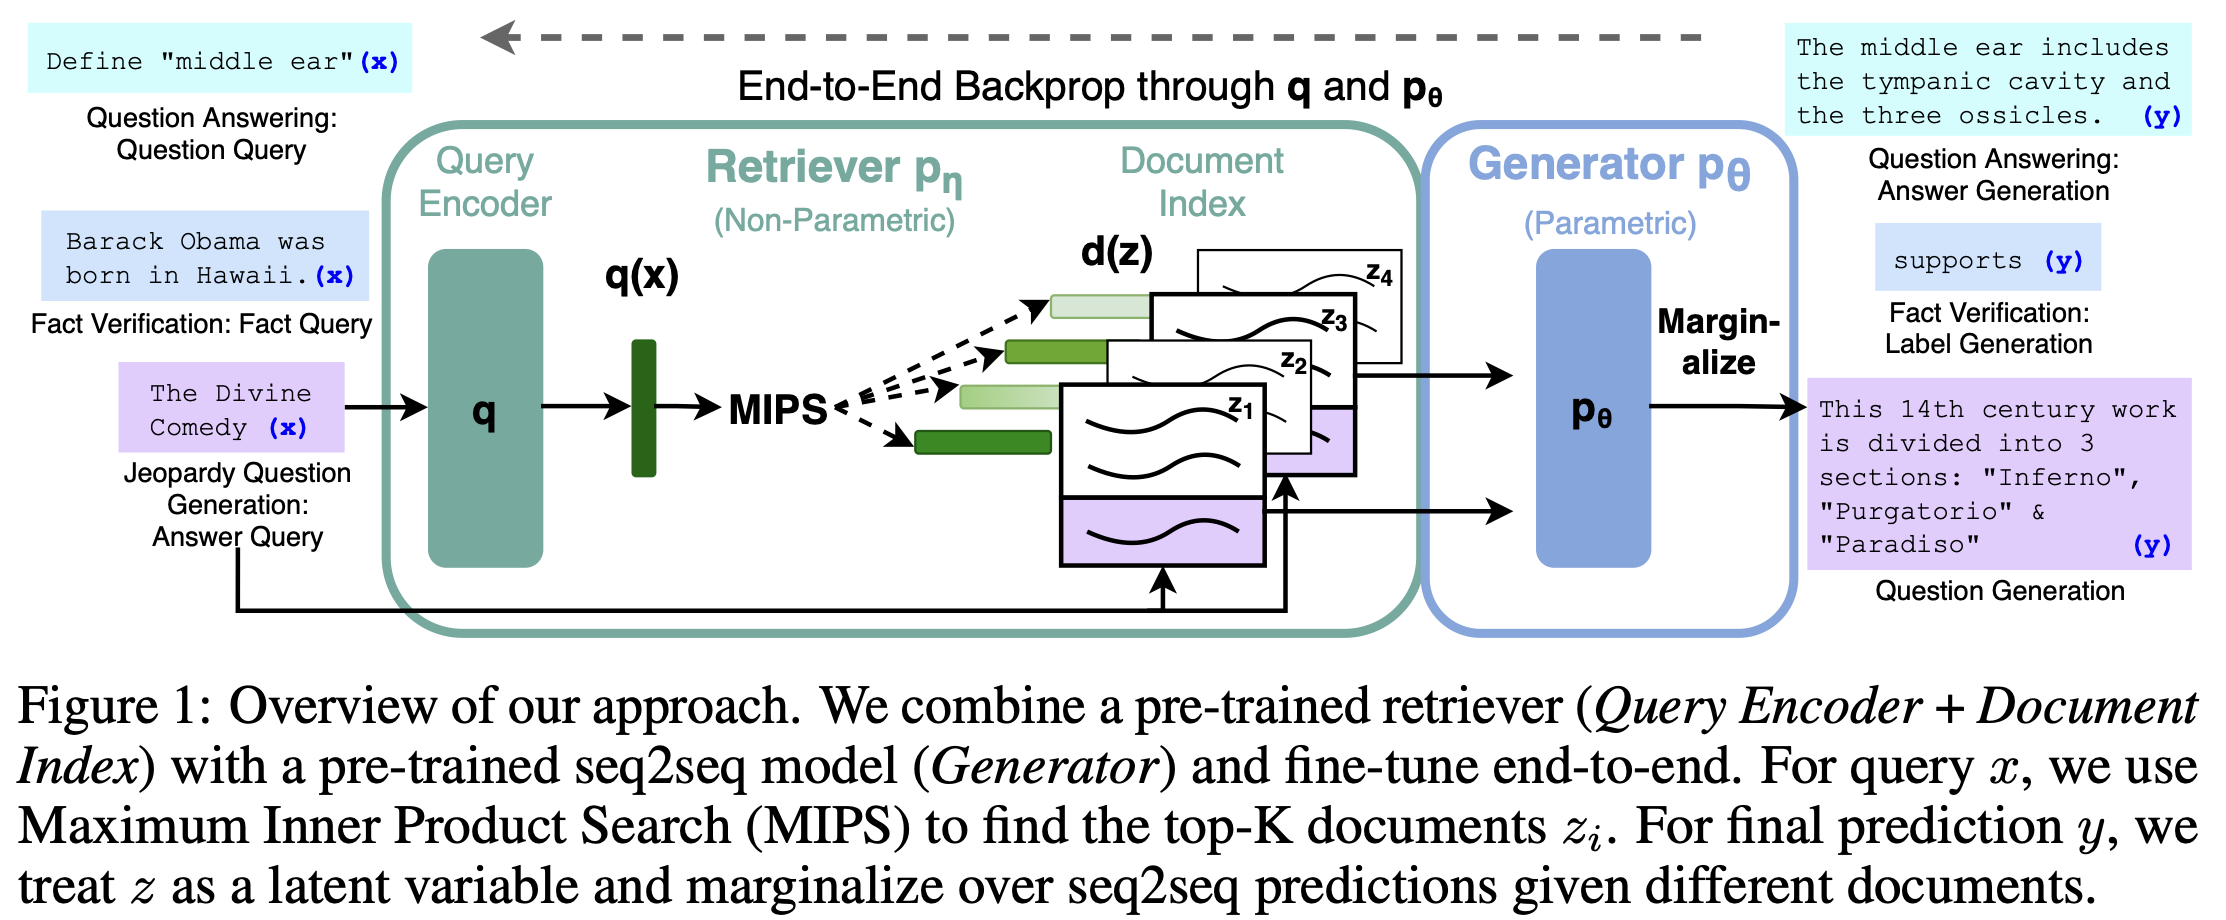 Define "middle ear"(x)
Question Answering:
Question Query
Barack Obama was
born in Hawaii.(x)
Fact Verification: Fact Query
The Divine
Comedy (x)
Jeopardy Question
Generation:
Answer Query
End-to-End Backprop through q and pθ
Query
Encoder
Retriever pη
(Non-Parametric)
Document
Index
q
q(x)
MIPS
d(z)
z4
z3
z2
z1
Generator pθ
(Parametric)
pθ
Margin-
alize
The middle ear includes
the tympanic cavity and
the three ossicles. (y)
Question Answering:
Answer Generation
supports (y)
Fact Verification:
Label Generation
This 14th century work
is divided into 3
sections: "Inferno",
"Purgatorio" &
"Paradiso" (y)
Question Generation
Figure 1: Overview of our approach. We combine a pre-trained retriever (Query Encoder + Document
Index) with a pre-trained seq2seq model (Generator) and fine-tune end-to-end. For query x, we use
Maximum Inner Product Search (MIPS) to find the top-K documents zi. For final prediction y, we
treat z as a latent variable and marginalize over seq2seq predictions given different documents.